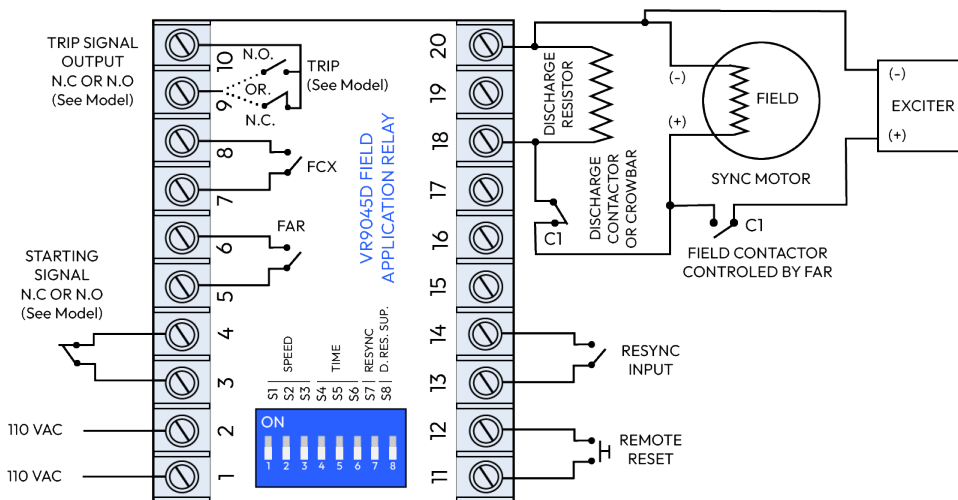 TRIP SIGNAL
OUTPUT
N.C OR N.O
(See Model)
10
9
8
7
6
5
4
3
2
1
N.O.
OR.
N.C.
TRIP
(See Model)
FCX
FAR
STARTING
SIGNAL
N.C OR N.O
(See Model)
110 VAC
110 VAC
VR9045D FIELD
APPLICATION RELAY
SPEED
TIME
RESYNC
D. RES. SUP.
S1
S2
S3
S4
S5
S6
S7
S8
ON
1 2 3 4 5 6 7 8
20
19
18
17
16
15
14
13
12
11
DISCHARGE
RESISTOR
DISCHARGE
CONTACTOR
OR CROWBAR
C1
(-)
(+)
FIELD
SYNC MOTOR
(-)
EXCITER
(+)
C1
FIELD CONTACTOR
CONTROLED BY FAR
RESYNC
INPUT
REMOTE
RESET